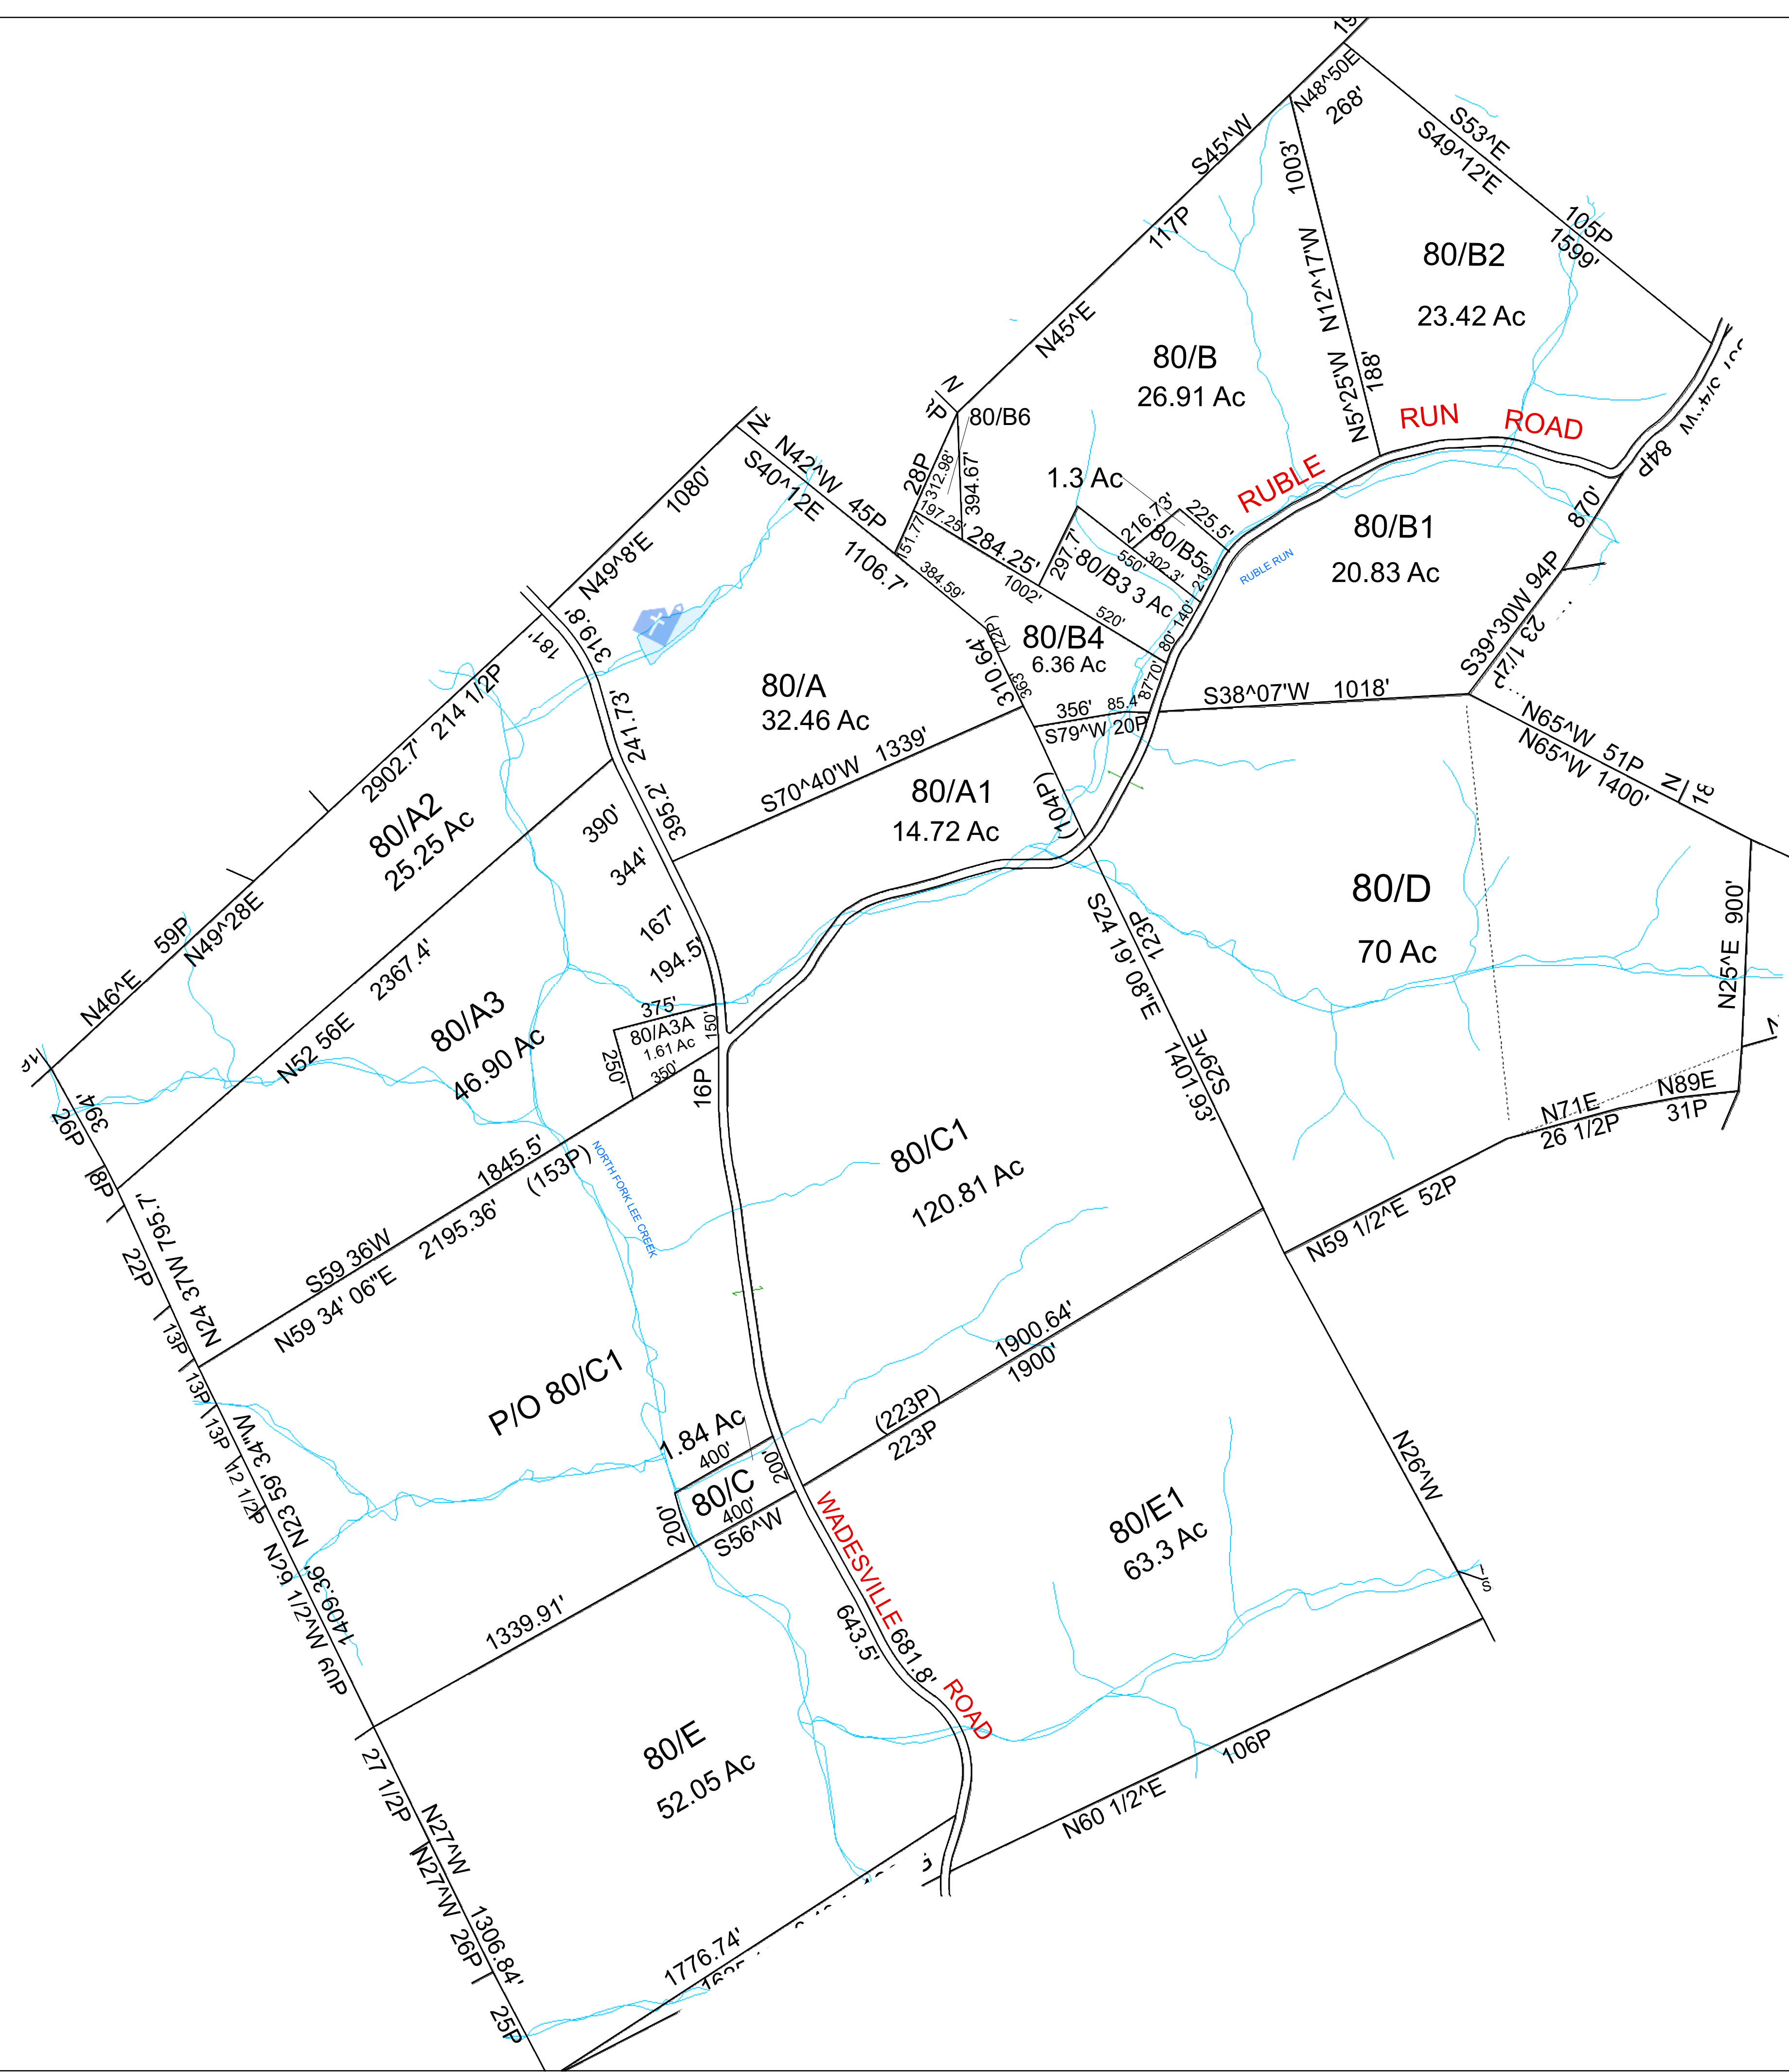 N48^50E
268'
S53^E
S49^12'E
S45^W
1003'
117P
105P
1599'
80/B2
23.42 Ac
N12^17'W
N45^E
80/B
26.91 Ac
188'
N5^25'W
RUN ROAD
84P
80/B6
N42^W 45P
S40^12E
1080'
28P
312.98'
394.67'
1.3 Ac
RUBLE
216.73'
225.5'
870'
197.25'
51.77'
284.25'
80/B5
80/B1
20.83 Ac
1106.7'
N49^8'E
297.7'
550'
302.3'
219'
RUBLE RUN
80/B3 3 Ac
384.59'
1002'
S36^30W 94P
319.8'
181'
520'
140'
80'
23 1/2P
(22P)
80/B4
6.36 Ac
310.64'
363'
70'
87'
80/A
32.46 Ac
241.73'
214 1/2P
2902.7'
356'
85.4'
S79^W 20P
S38^07'W 1018'
N65^W 51P
N65^W 1400'
S70^40'W 1339'
395.2'
80/A1
14.72 Ac
(104P)
80/A2
25.25 Ac
390'
344'
167'
194.5'
80/D
70 Ac
N25^E 900'
59P
N49^28E
N46^E
2367.4'
123P
S24 16' 08"E
80/A3
46.90 Ac
N52 56E
375'
80/A3A
1.61 Ac
150'
250'
350'
16P
S29^E
1401.93'
394'
29P
N89E
31P
N71E
26 1/2P
8P
1845.5'
(153P)
80/C1
120.81 Ac
NORTH FORK LEE CREEK
N24 37W 795.7'
22P
S59 36W
2195.36'
N59 34' 06"E
N59 1/2^E 52P
13P
13P
13P
12 1/2P
P/O 80/C1
1900.64'
1900'
(223P)
223P
1.84 Ac
400'
200'
80/C
400'
200'
S56^W
N23 59' 34"W
1409.36'
N29^W
WADESVILLE
80/E1
63.3 Ac
1339.91'
643.5'
681.8'
ROAD
80/E
52.05 Ac
106P
N60 1/2^E
27 1/2P
N27^W
N27^W 26P
1306.84'
1776.74'
25P